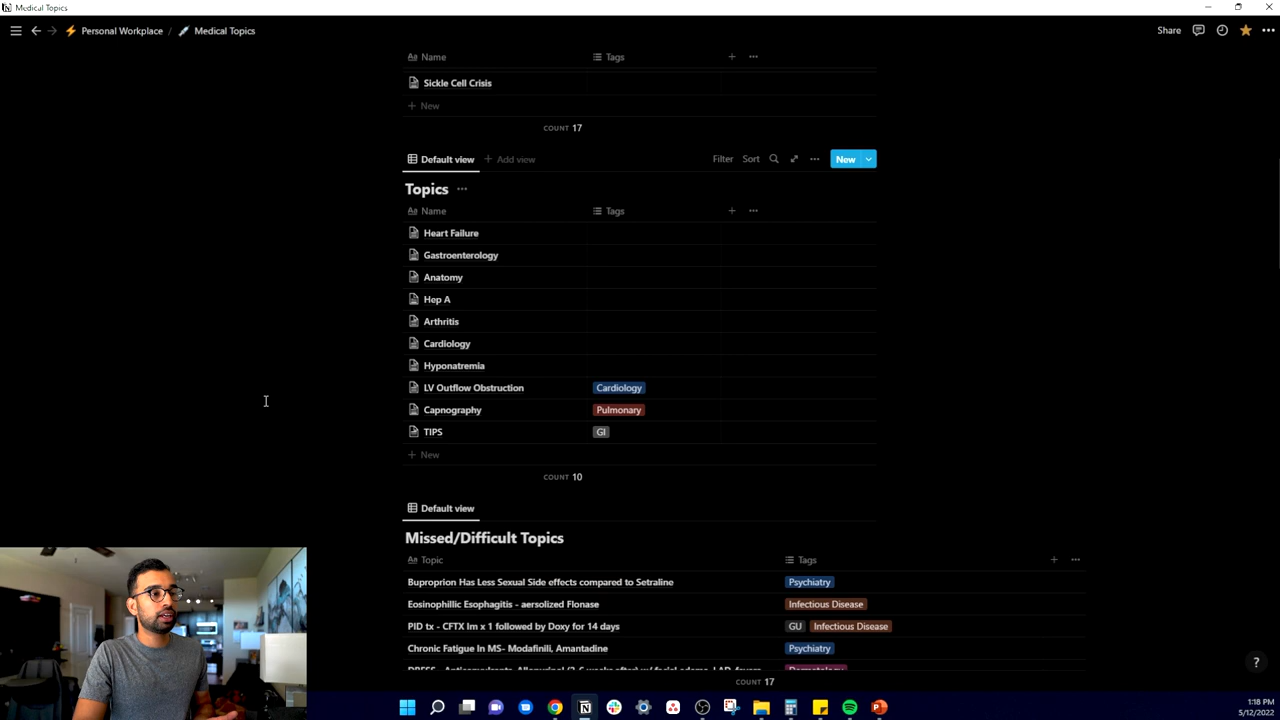 Medical Topics
Personal Workplace / Medical Topics
Share
Aa Name Tags
Sickle Cell Crisis
+ New
COUNT 17
Default view + Add view Filter Sort New
Topics
Aa Name Tags
Heart Failure
Gastroenterology
Anatomy
Hep A
Arthritis
Cardiology
Hyponatremia
LV Outflow Obstruction Cardiology
Capnography Pulmonary
TIPS GI
+ New
COUNT 10
Default view
Missed/Difficult Topics
Aa Topic Tags
Buproprion Has Less Sexual Side effects compared to Setraline Psychiatry
Eosinophillic Esophagitis - aersolized Flonase Infectious Disease
PID tx - CFTX Im x 1 followed by Doxy for 14 days GU Infectious Disease
Chronic Fatigue In MS- Modafinill, Amantadine Psychiatry
COUNT 17
?
1:18 PM
5/12/2022